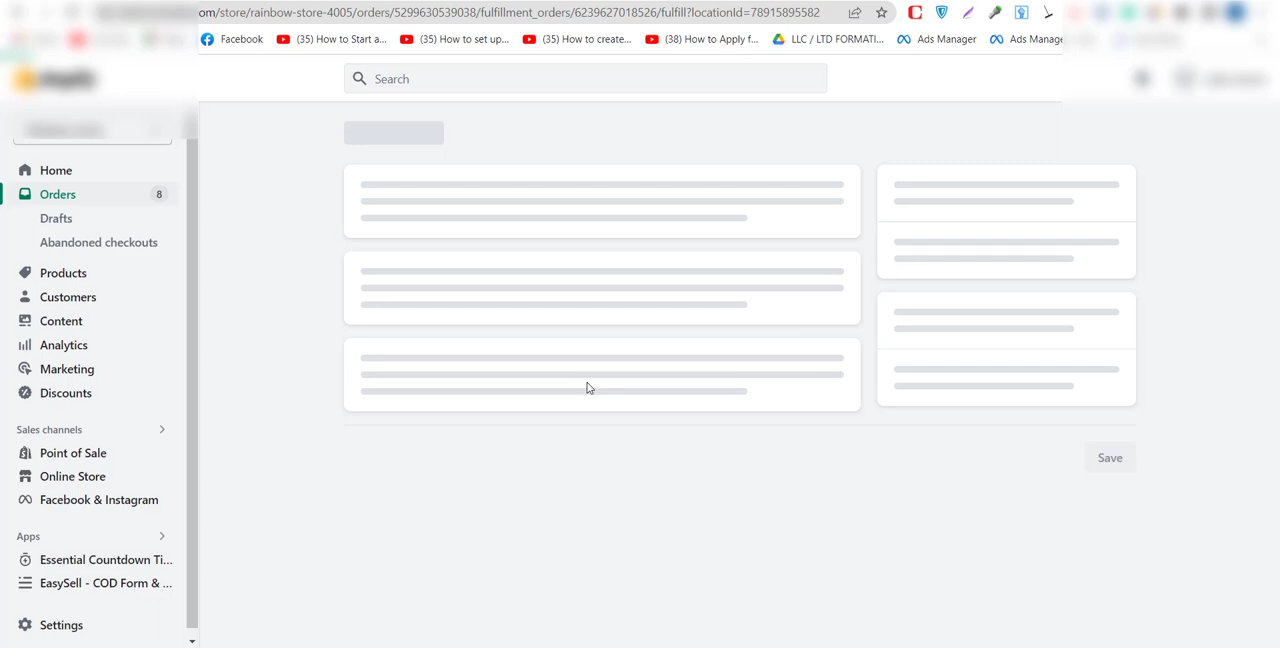 om/store/rainbow-store-4005/orders/5299630539038/fulfillment_orders/6239627018526/fulfill?locationId=78915895582
Facebook (35) How to Start a... (35) How to set up... (35) How to create... (38) How to Apply f... LLC / LTD FORMATI... Ads Manager Ads Manage
Search
Home
Orders 8
Drafts
Abandoned checkouts
Products
Customers
Content
Analytics
Marketing
Discounts
Sales channels
Point of Sale
Online Store
Facebook & Instagram
Apps
Essential Countdown Ti...
EasySell - COD Form & ...
Settings
Save